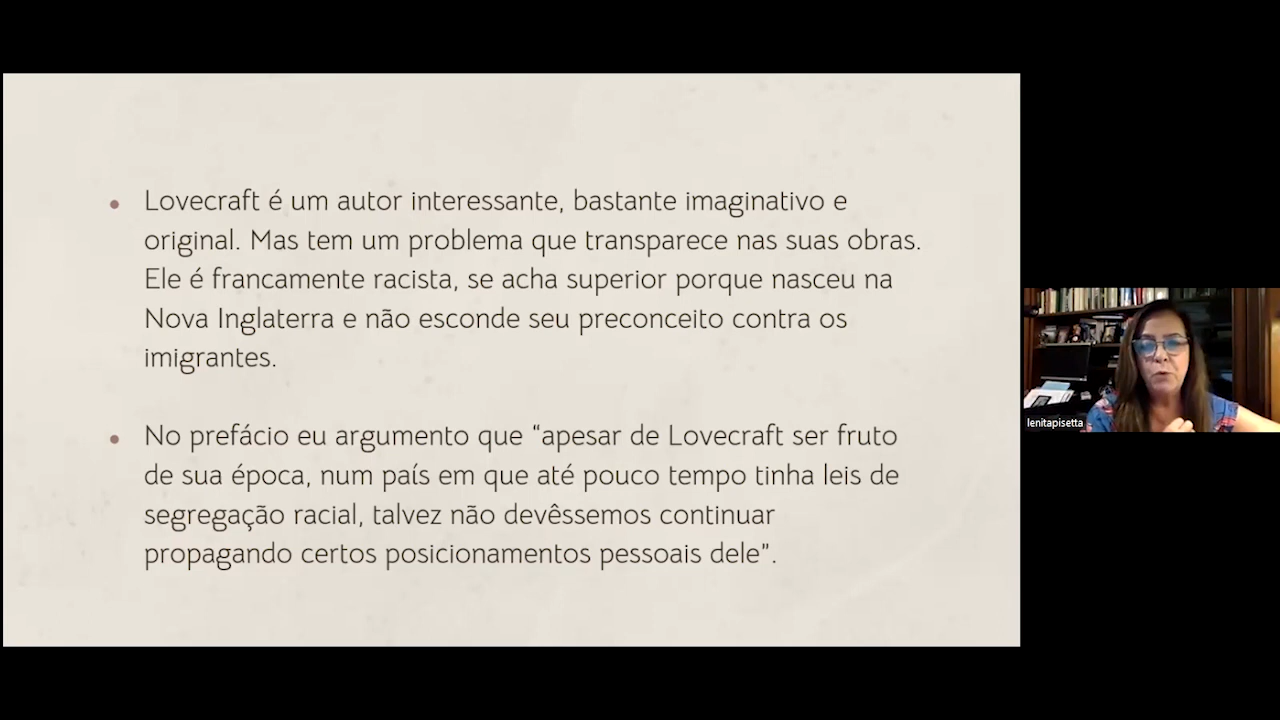 Lovecraft é um autor interessante, bastante imaginativo e
original. Mas tem um problema que transparece nas suas obras.
Ele é francamente racista, se acha superior porque nasceu na
Nova Inglaterra e não esconde seu preconceito contra os
imigrantes.
No prefácio eu argumento que “apesar de Lovecraft ser fruto
de sua época, num país em que até pouco tempo tinha leis de
segregação racial, talvez não devêssemos continuar
propagando certos posicionamentos pessoais dele”.
lenitapisetta